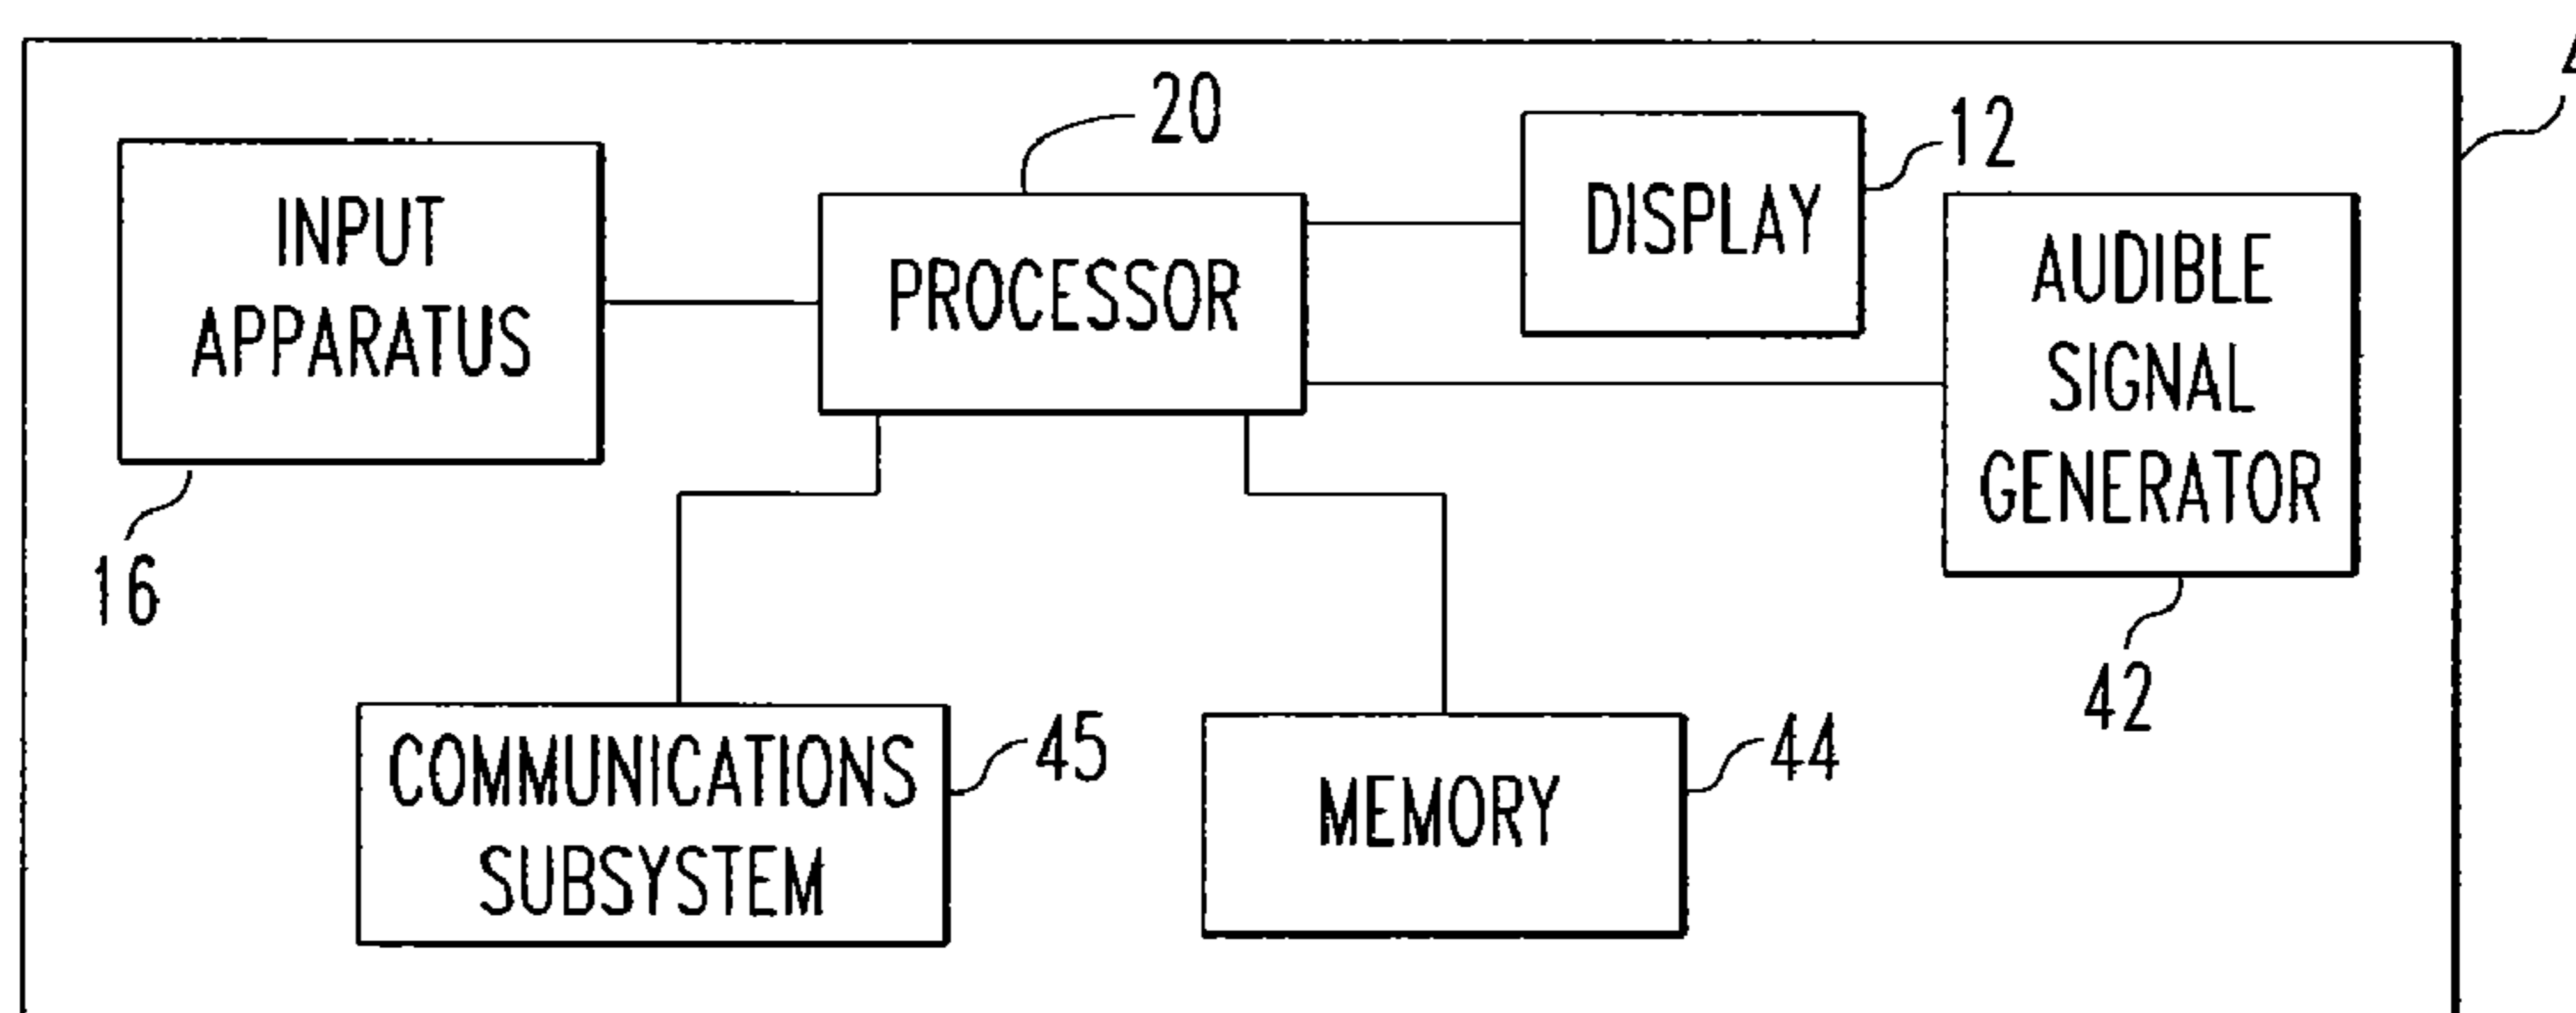 20
12
INPUT
APPARATUS
PROCESSOR
DISPLAY
AUDIBLE
SIGNAL
GENERATOR
16
42
COMMUNICATIONS
SUBSYSTEM
45
MEMORY
44